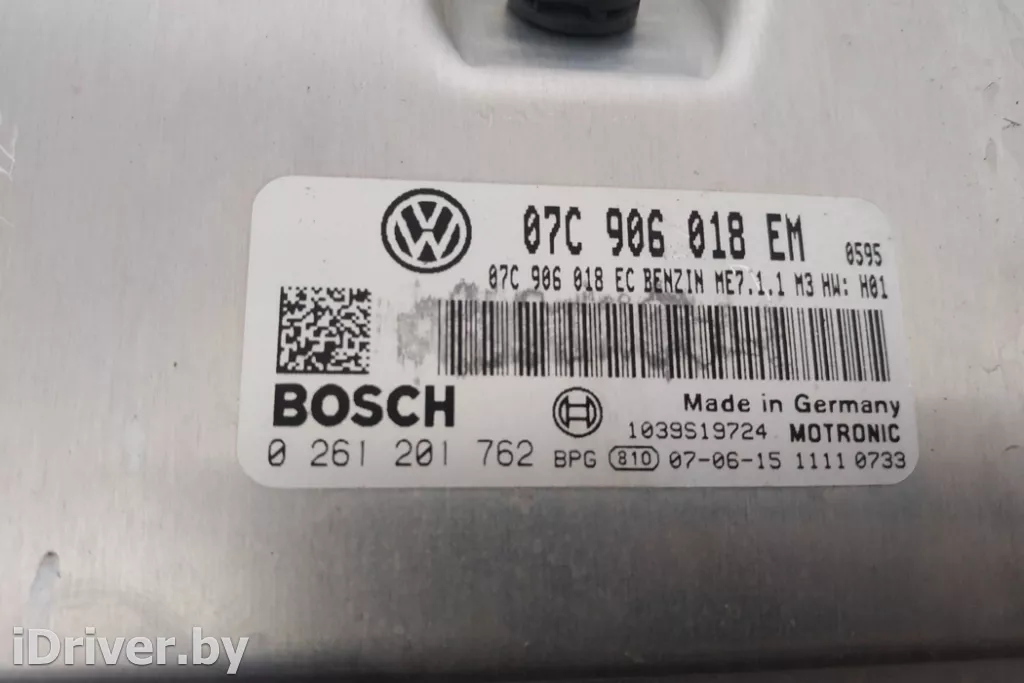 VW
07C 906 018 EM 0595
07C 906 018 EC BENZIN ME7.1.1 M3 HW: H01
BOSCH Made in Germany
1039S19724 MOTRONIC
0 261 201 762 BPG 810 07-06-15 1111 0733
iDriver.by